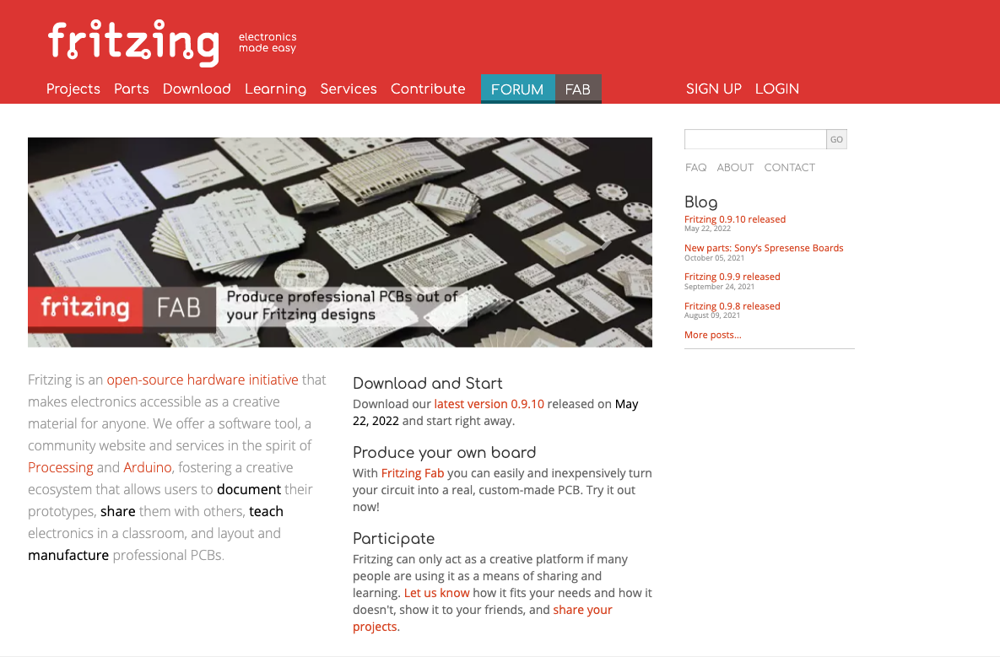 fritzing
electronics
made easy
Projects Parts Download Learning Services Contribute FORUM FAB SIGN UP LOGIN
GO
FAQ ABOUT CONTACT
fritzing FAB
Produce professional PCBs out of
your Fritzing designs
Blog
Fritzing 0.9.10 released
May 22, 2022
New parts: Sony's Spresense Boards
October 05, 2021
Fritzing 0.9.9 released
September 24, 2021
Fritzing 0.9.8 released
August 09, 2021
More posts...
Fritzing is an open-source hardware initiative that
makes electronics accessible as a creative
material for anyone. We offer a software tool, a
community website and services in the spirit of
Processing and Arduino, fostering a creative
ecosystem that allows users to document their
prototypes, share them with others, teach
electronics in a classroom, and layout and
manufacture professional PCBs.
Download and Start
Download our latest version 0.9.10 released on May
22, 2022 and start right away.
Produce your own board
With Fritzing Fab you can easily and inexpensively turn
your circuit into a real, custom-made PCB. Try it out
now!
Participate
Fritzing can only act as a creative platform if many
people are using it as a means of sharing and
learning. Let us know how it fits your needs and how it
doesn't, show it to your friends, and share your
projects.